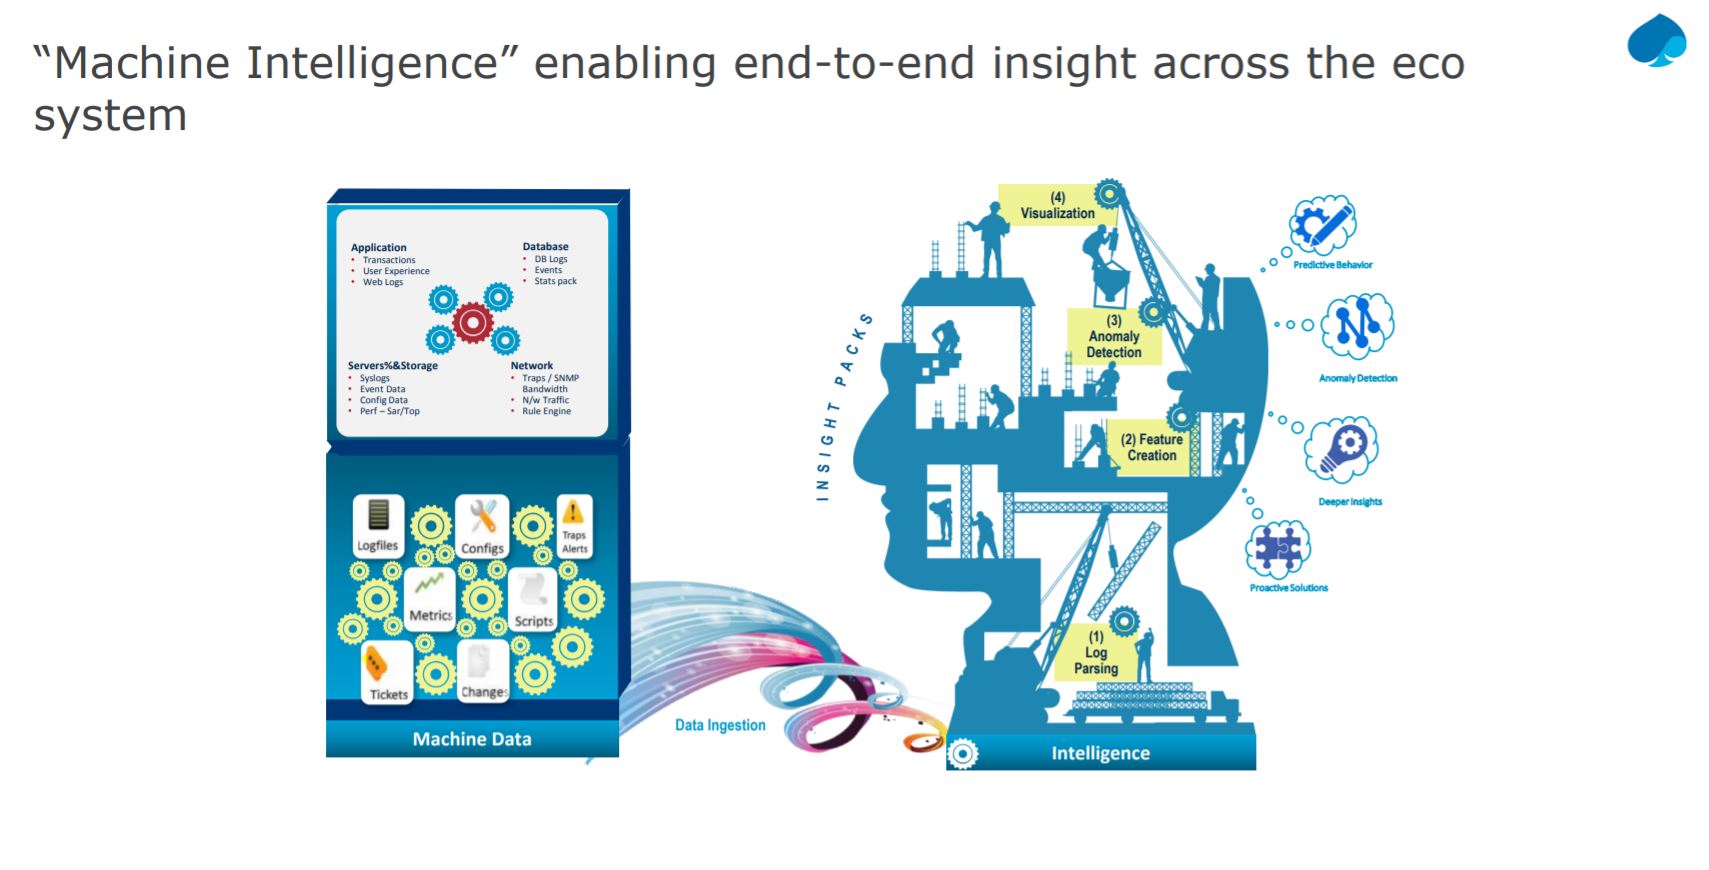 “Machine Intelligence” enabling end-to-end insight across the eco
system
Application
• Transactions
• User Experience
• Web Logs
Database
• DB Logs
• Events
• Stats pack
Servers%&Storage
• Syslogs
• Event Data
• Config Data
• Perf – Sar/Top
Network
• Traps / SNMP
Bandwidth
• N/w Traffic
• Rule Engine
Logfiles
Configs
Traps
Alerts
Metrics
Scripts
Tickets
Changes
Machine Data
Data Ingestion
INSIGHT PACKS
(4)
Visualization
(3)
Anomaly
Detection
(2) Feature
Creation
(1)
Log
Parsing
Intelligence
Predictive Behavior
Anomaly Detection
Deeper Insights
Proactive Solutions